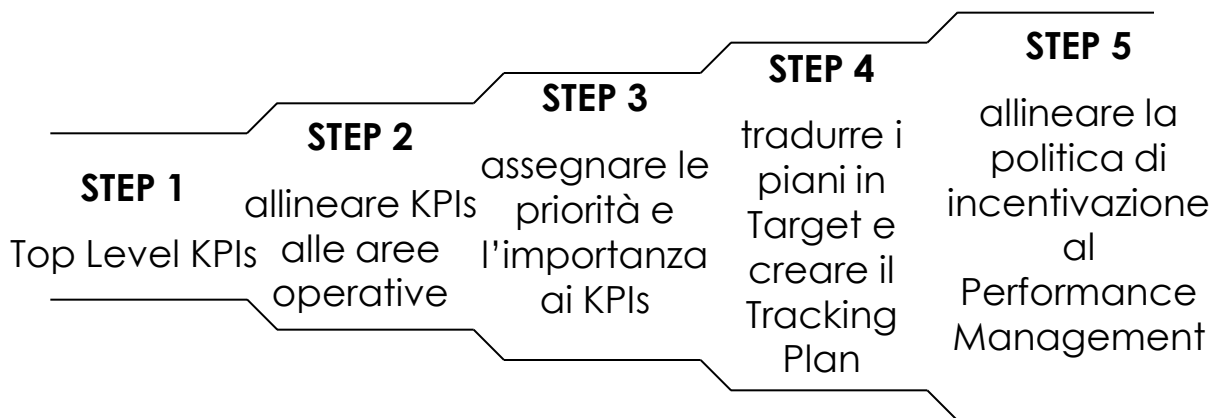 STEP 1
Top Level KPIs
STEP 2
allineare KPIs
alle aree
operative
STEP 3
assegnare le
priorità e
l’importanza
ai KPIs
STEP 4
tradurre i
piani in
Target e
creare il
Tracking
Plan
STEP 5
allineare la
politica di
incentivazione
al
Performance
Management